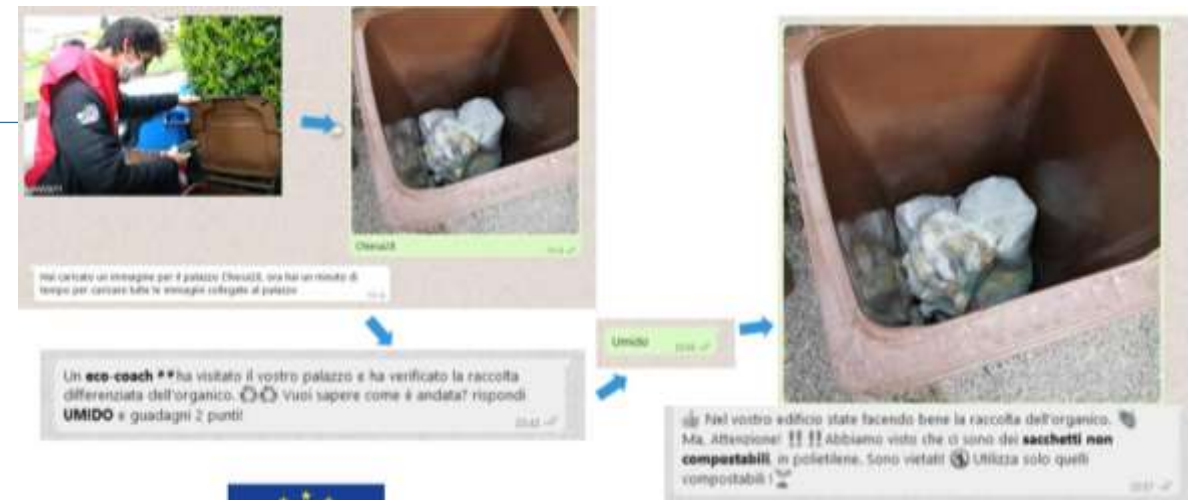 Chiesa28
Hai caricato un immagine per il palazzo Chiesa28, ora hai un minuto di
tempo per caricare tutte le immagini collegate al palazzo
Un eco-coach **ha visitato il vostro palazzo e ha verificato la raccolta
differenziata dell'organico. ♻♻ Vuoi sapere come è andata? rispondi
UMIDO e guadagni 2 punti!
Umido
👍 Nel vostro edificio state facendo bene la raccolta dell'organico.
Ma, Attenzione! ‼ ‼ Abbiamo visto che ci sono dei sacchetti non
compostabili, in polietilene. Sono vietati! Utilizza solo quelli
compostabili !